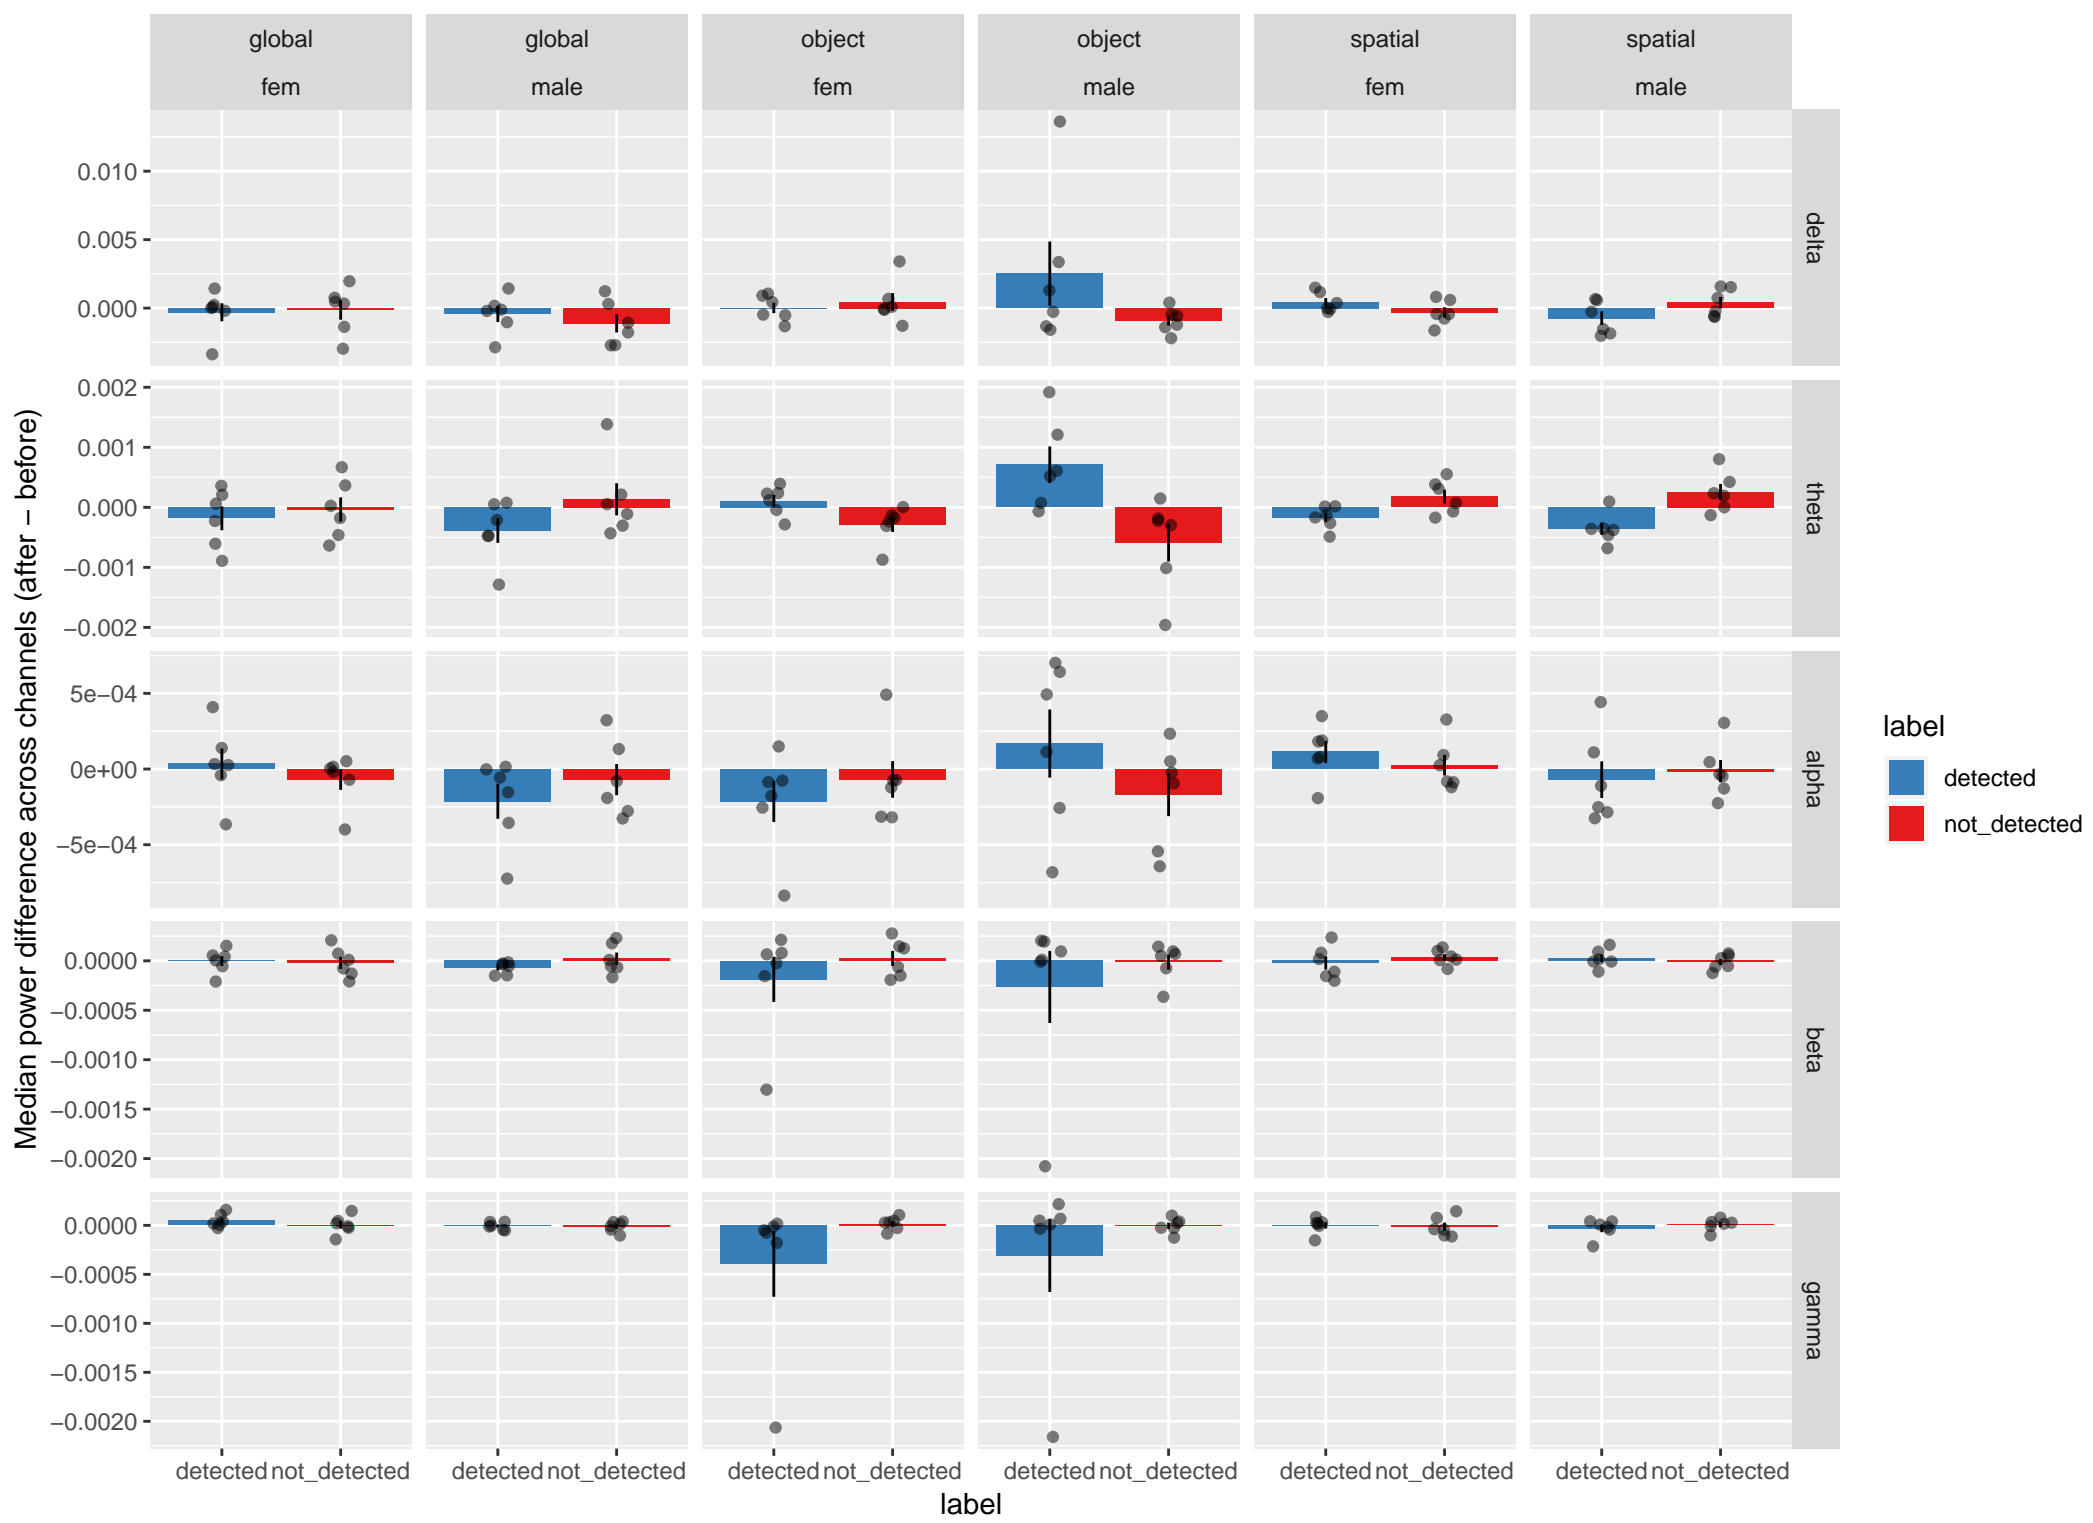 global global object object spatial spatial
fem male fem male fem male
0.010
0.005
0.000
delta
0.002
0.001
0.000
−0.001
−0.002
theta
5e−04
0e+00
−5e−04
alpha
0.0000
−0.0005
−0.0010
−0.0015
−0.0020
beta
0.0000
−0.0005
−0.0010
−0.0015
−0.0020
gamma
detected not_detected detected not_detected detected not_detected detected not_detected detected not_detected detected not_detected
label
Median power difference across channels (after − before)
label
detected
not_detected